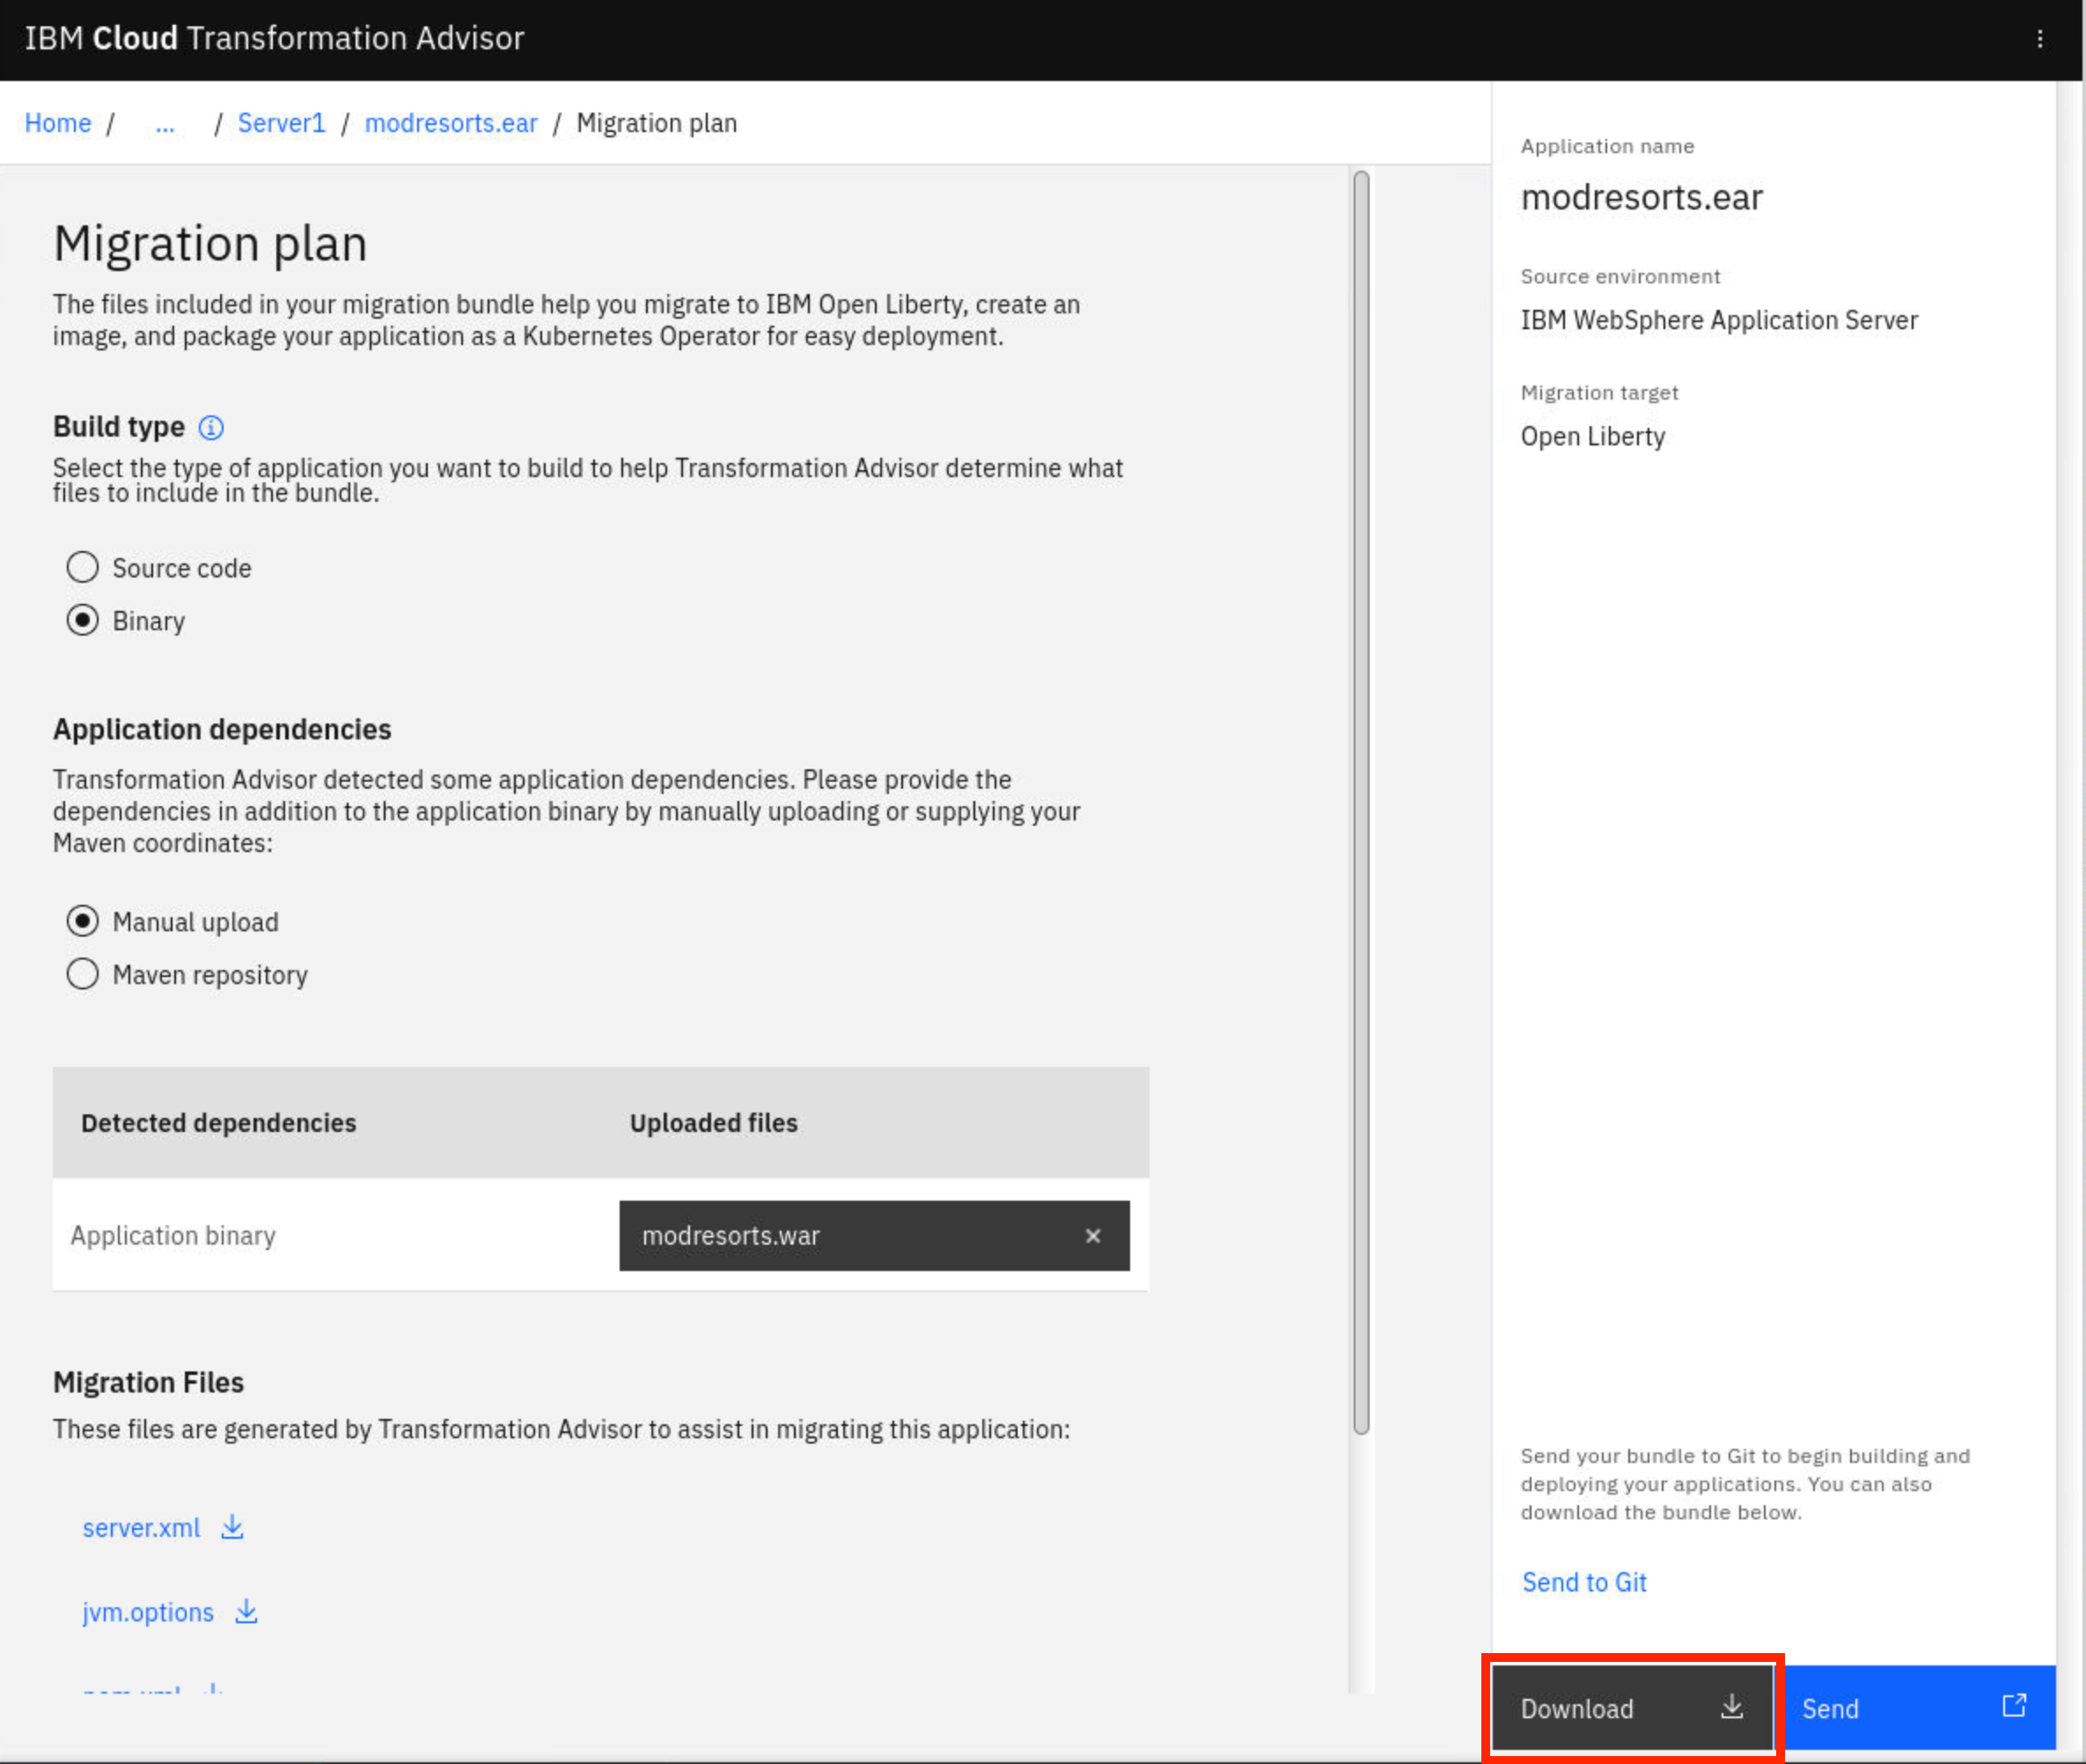 IBM Cloud Transformation Advisor
Home / ... / Server1 / modresorts.ear / Migration plan
Migration plan
The files included in your migration bundle help you migrate to IBM Open Liberty, create an
image, and package your application as a Kubernetes Operator for easy deployment.
Build type
Select the type of application you want to build to help Transformation Advisor determine what
files to include in the bundle.
Source code
Binary
Application dependencies
Transformation Advisor detected some application dependencies. Please provide the
dependencies in addition to the application binary by manually uploading or supplying your
Maven coordinates:
Manual upload
Maven repository
Detected dependencies Uploaded files
Application binary modresorts.war
Migration Files
These files are generated by Transformation Advisor to assist in migrating this application:
server.xml
jvm.options
Application name
modresorts.ear
Source environment
IBM WebSphere Application Server
Migration target
Open Liberty
Send your bundle to Git to begin building and
deploying your applications. You can also
download the bundle below.
Send to Git
Download
Send